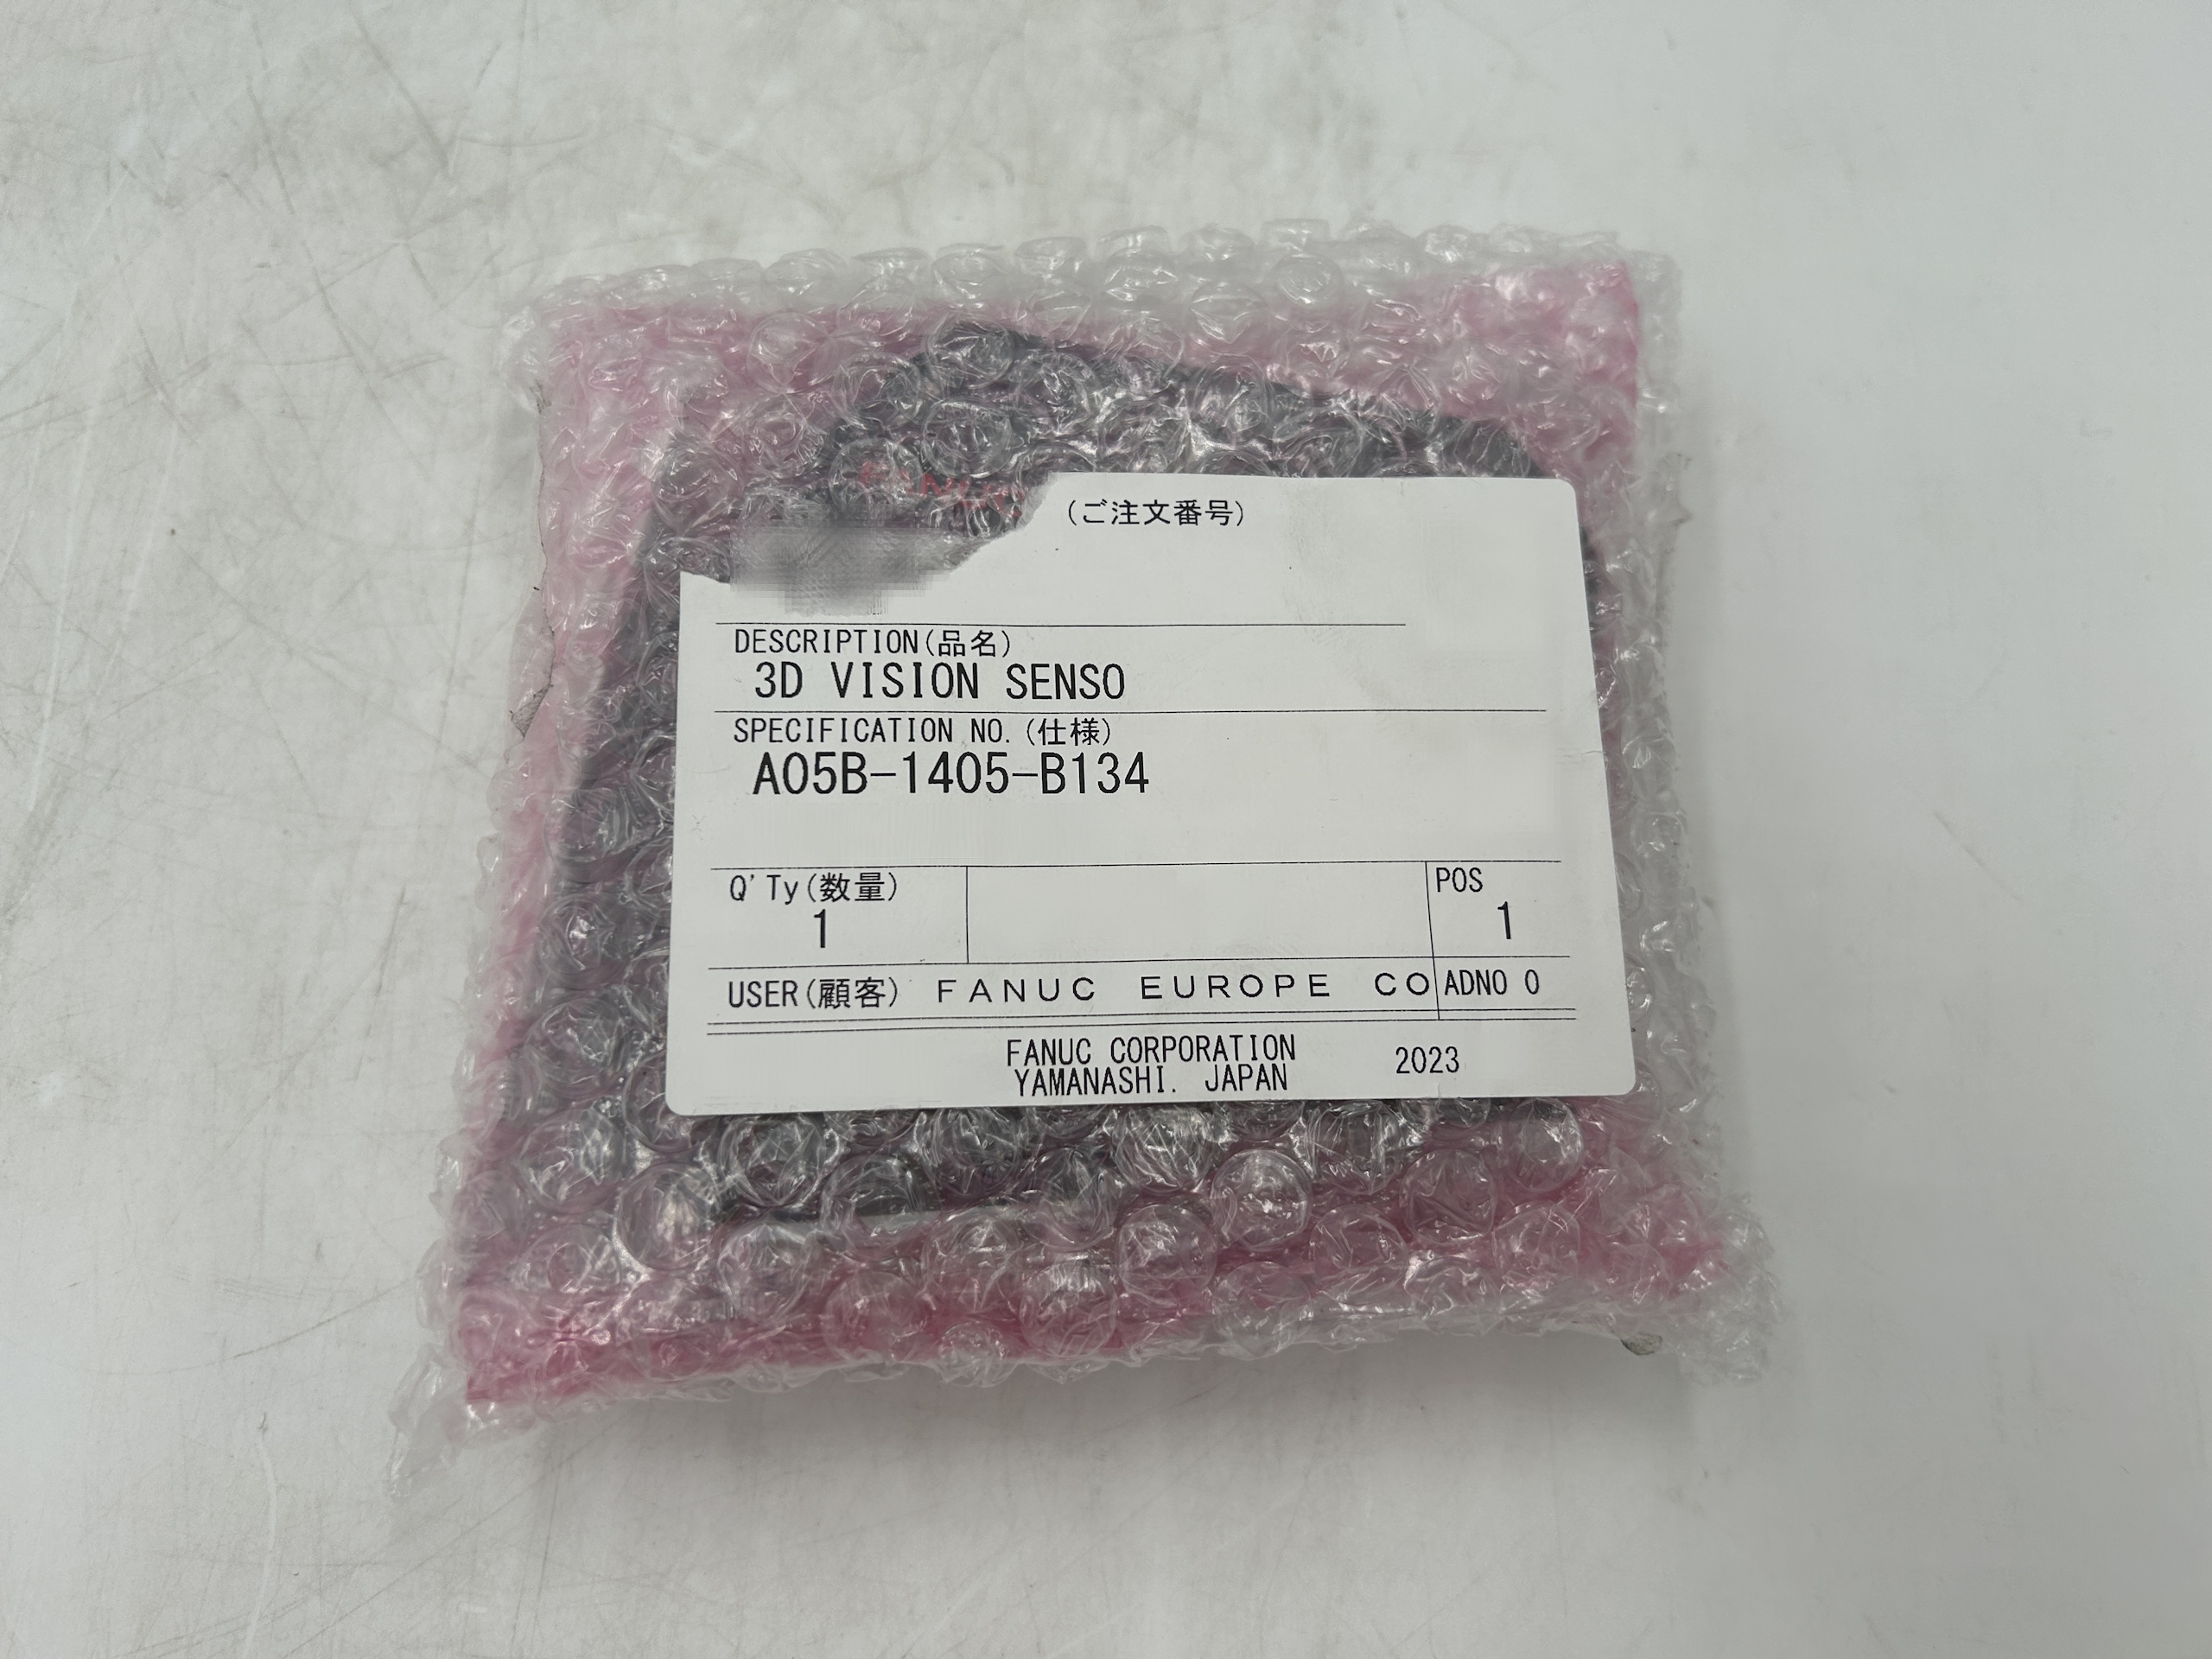 FANUC
(ご注文番号)
DESCRIPTION(品名)
3D VISION SENSO
SPECIFICATION NO.(仕様)
A05B-1405-B134
Q'Ty(数量)
1
POS
1
USER(顧客) FANUC EUROPE CO
ADNO 0
FANUC CORPORATION
YAMANASHI. JAPAN
2023